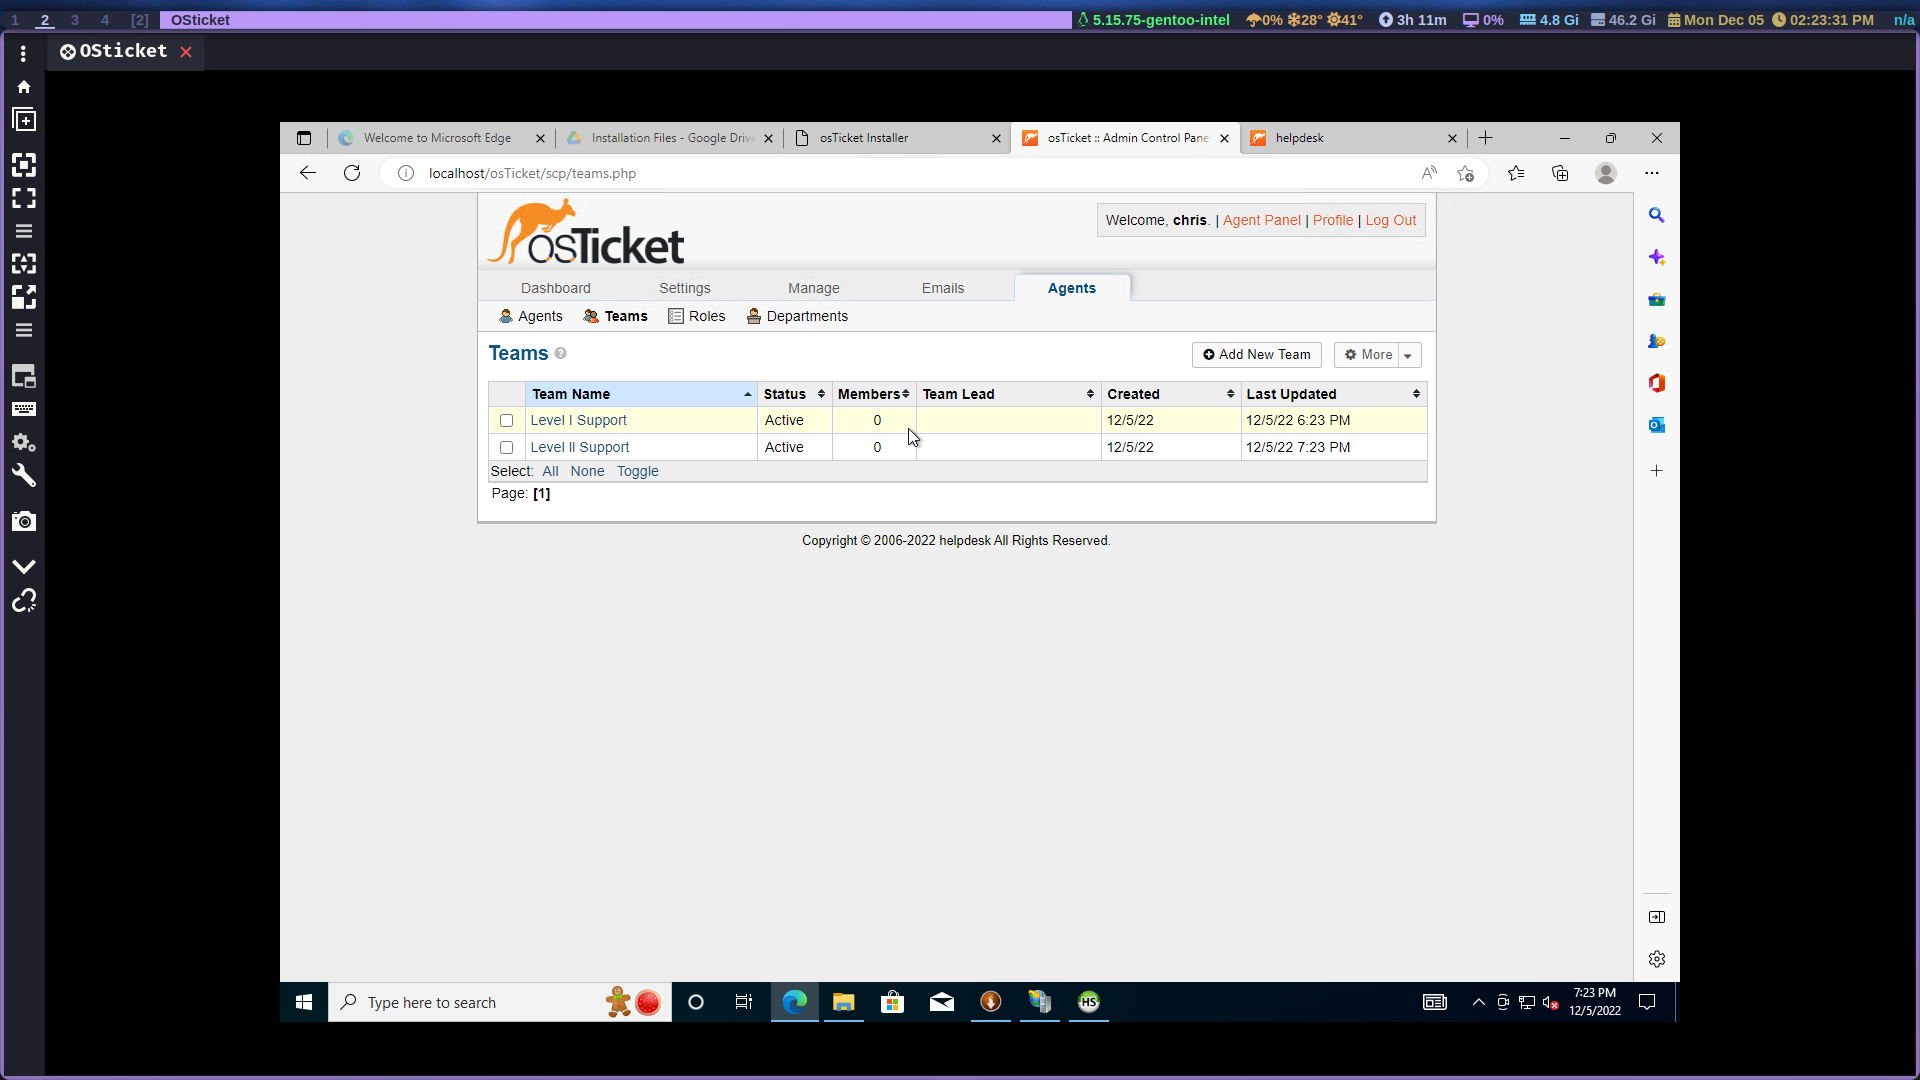 1 2 3 4 [2] OSticket 5.15.75-gentoo-intel 0% 28° 41° 3h 11m 0% 4.8 Gi 46.2 Gi Mon Dec 05 02:23:31 PM n/a
OSticket
Welcome to Microsoft Edge Installation Files - Google Drive osTicket Installer osTicket :: Admin Control Pane helpdesk
localhost/osTicket/scp/teams.php
osTicket
Welcome, chris. | Agent Panel | Profile | Log Out
Dashboard Settings Manage Emails Agents
Agents Teams Roles Departments
Teams Add New Team More
Team Name Status Members Team Lead Created Last Updated
Level I Support Active 0 12/5/22 12/5/22 6:23 PM
Level II Support Active 0 12/5/22 12/5/22 7:23 PM
Select: All None Toggle
Page: [1]
Copyright © 2006-2022 helpdesk All Rights Reserved.
Type here to search
HS
7:23 PM
12/5/2022